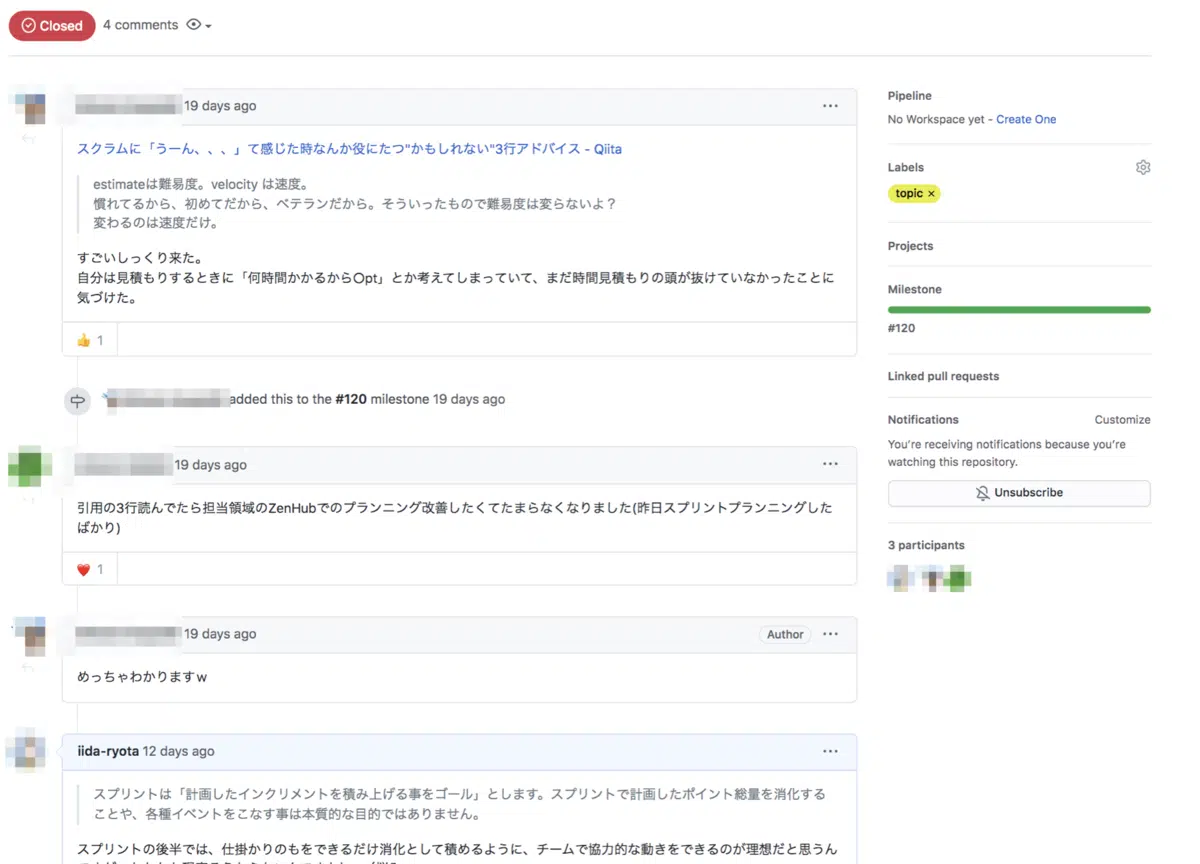 Closed 4 comments
19 days ago
スクラムに「うーん、、、」て感じた時なんか役にたつ"かもしれない"3行アドバイス - Qiita
estimateは難易度。velocity は速度。
慣れてるから、初めてだから、ベテランだから。そういったもので難易度は変らないよ？
変わるのは速度だけ。
すごいしっくり来た。
自分は見積もりするときに「何時間かかるからOpt」とか考えてしまっていて、まだ時間見積もりの頭が抜けていなかったことに
気づけた。
1
added this to the #120 milestone 19 days ago
19 days ago
引用の3行読んでたら担当領域のZenHubでのプランニング改善したくてたまらなくなりました(昨日スプリントプランニングした
ばかり)
1
19 days ago Author
めっちゃわかりますw
iida-ryota 12 days ago
スプリントは「計画したインクリメントを積み上げる事をゴール」とします。スプリントで計画したポイント総量を消化する
ことや、各種イベントをこなす事は本質的な目的ではありません。
スプリントの後半では、仕掛かりのもをできるだけ消化として積めるように、チームで協力的な動きをできるのが理想だと思うん
Pipeline
No Workspace yet - Create One
Labels
topic ×
Projects
Milestone
#120
Linked pull requests
Notifications Customize
You're receiving notifications because you're
watching this repository.
Unsubscribe
3 participants